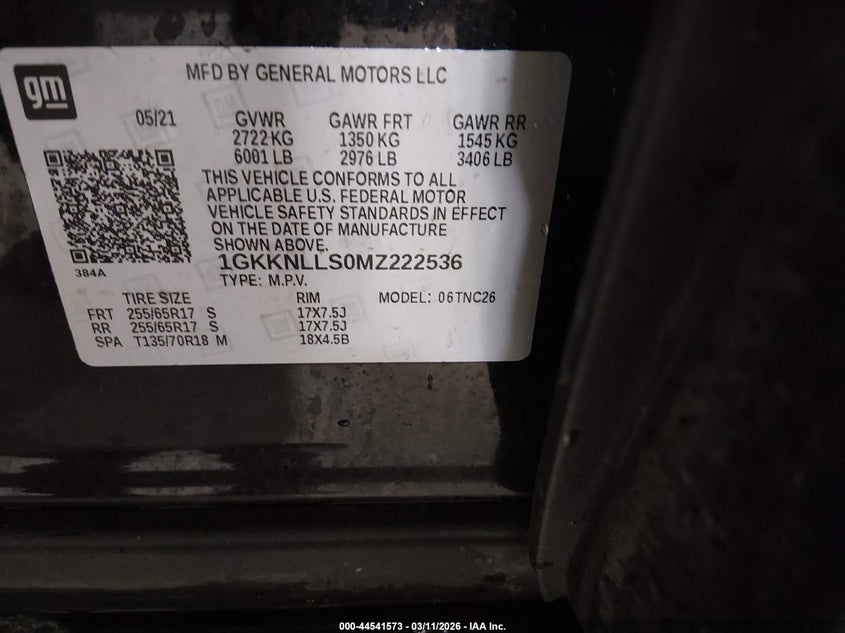 gm
MFD BY GENERAL MOTORS LLC
05/21 GVWR GAWR FRT GAWR RR
2722 KG 1350 KG 1545 KG
6001 LB 2976 LB 3406 LB
THIS VEHICLE CONFORMS TO ALL
APPLICABLE U.S. FEDERAL MOTOR
VEHICLE SAFETY STANDARDS IN EFFECT
ON THE DATE OF MANUFACTURE
SHOWN ABOVE.
384A
1GKKNLLS0MZ222536
TYPE: M.P.V.
TIRE SIZE RIM MODEL: 06TNC26
FRT 255/65R17 S 17X7.5J
RR 255/65R17 S 17X7.5J
SPA T135/70R18 M 18X4.5B
000-44541573 - 03/11/2026 - IAA Inc.